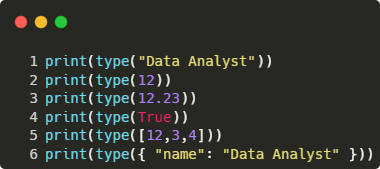 1 print(type("Data Analyst"))
2 print(type(12))
3 print(type(12.23))
4 print(type(True))
5 print(type([12,3,4]))
6 print(type({ "name": "Data Analyst" }))